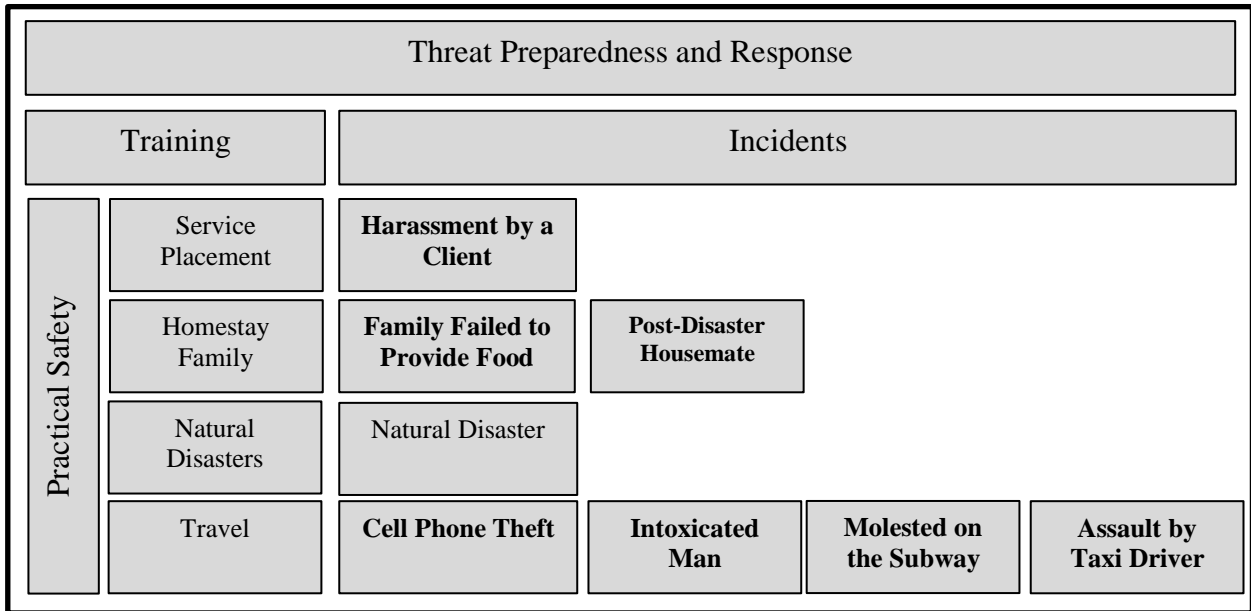 Threat Preparedness and Response
Training
Incidents
Practical Safety
Service
Placement
Harassment by a
Client
Homestay
Family
Family Failed to
Provide Food
Post-Disaster
Housemate
Natural
Disasters
Natural Disaster
Travel
Cell Phone Theft
Intoxicated
Man
Molested on
the Subway
Assault by
Taxi Driver